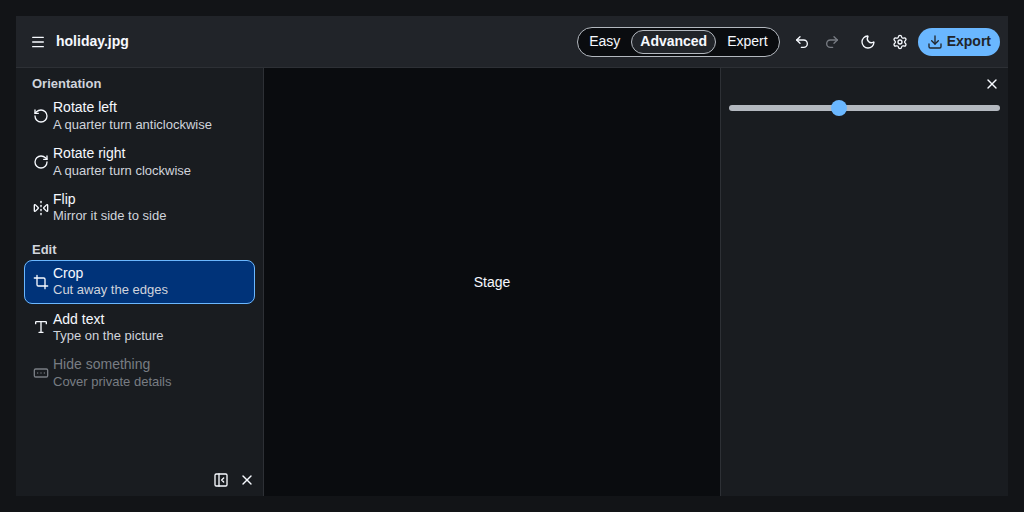 holiday.jpg
Easy
Advanced
Expert
Export
Orientation
Rotate left
A quarter turn anticlockwise
Rotate right
A quarter turn clockwise
Flip
Mirror it side to side
Edit
Crop
Cut away the edges
Add text
Type on the picture
Hide something
Cover private details
Stage